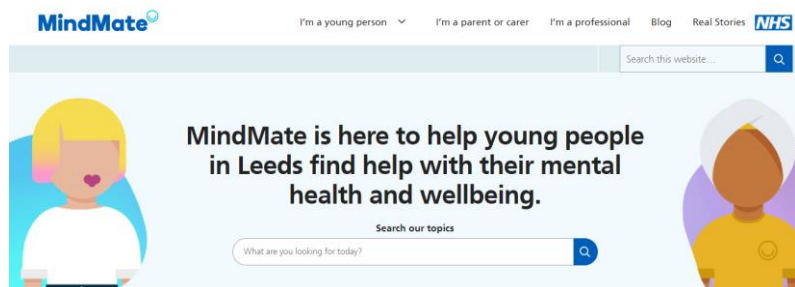 MindMate
I'm a young person
I'm a parent or carer
I'm a professional
Blog
Real Stories
NHS
Search this website...
MindMate is here to help young people
in Leeds find help with their mental
health and wellbeing.
Search our topics
What are you looking for today?